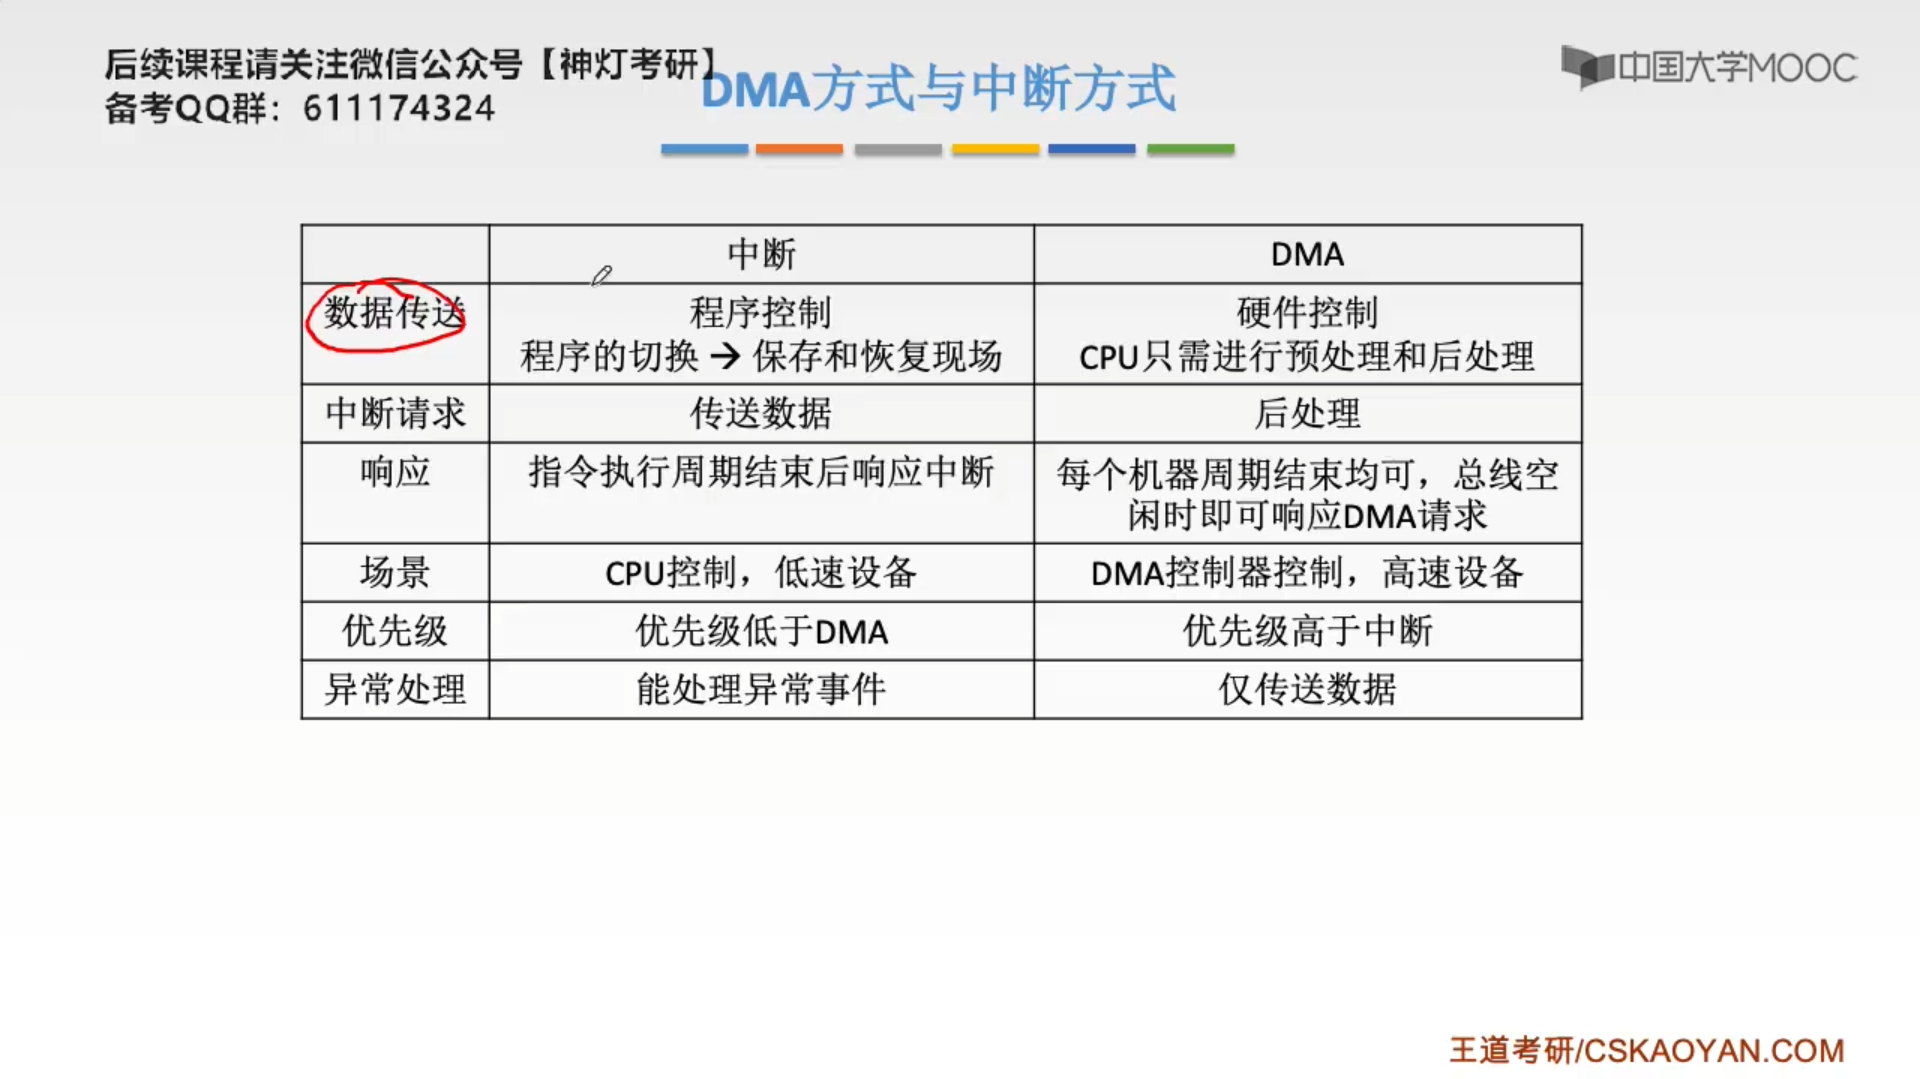 后续课程请关注微信公众号【神灯考研】
备考QQ群：611174324
DMA方式与中断方式
中国大学MOOC
中断
DMA
数据传送
程序控制
程序的切换 → 保存和恢复现场
硬件控制
CPU只需进行预处理和后处理
中断请求
传送数据
后处理
响应
指令执行周期结束后响应中断
每个机器周期结束均可，总线空
闲时即可响应DMA请求
场景
CPU控制，低速设备
DMA控制器控制，高速设备
优先级
优先级低于DMA
优先级高于中断
异常处理
能处理异常事件
仅传送数据
王道考研/CSKAOYAN.COM